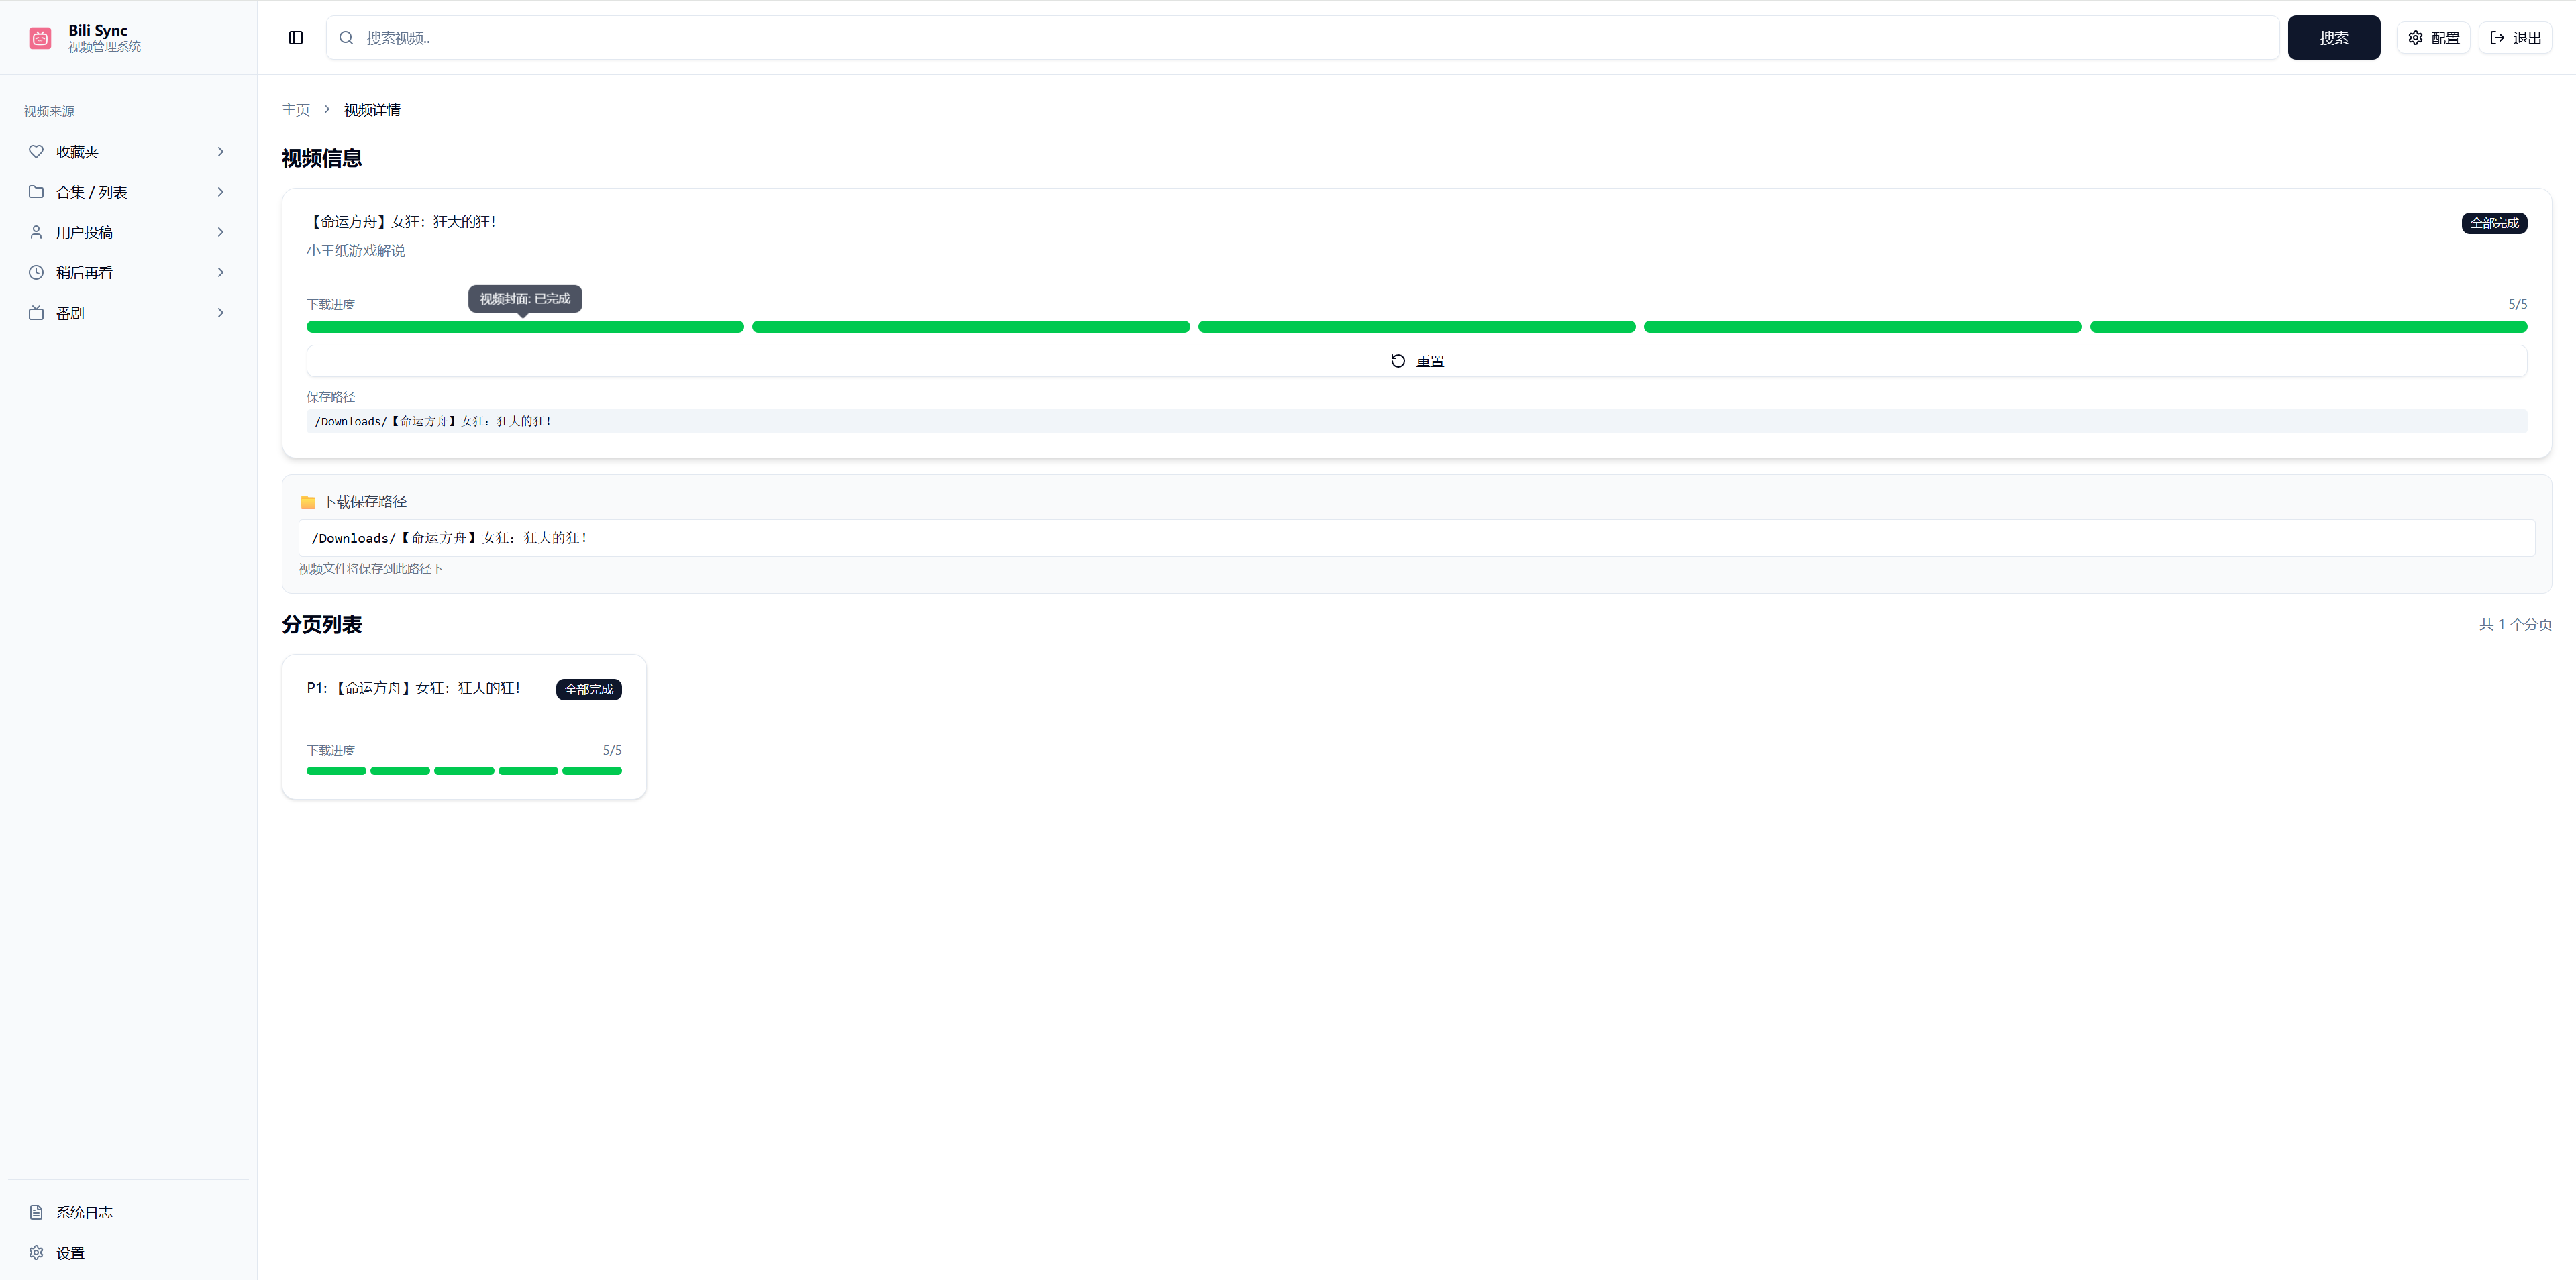 Bili Sync
视频管理系统
搜索视频..
搜索
配置
退出
视频来源
收藏夹
合集 / 列表
用户投稿
稍后再看
番剧
主页
视频详情
视频信息
【命运方舟】女狂：狂大的狂！
全部完成
小王纸游戏解说
视频封面: 已完成
下载进度
5/5
重置
保存路径
/Downloads/【命运方舟】女狂：狂大的狂！
下载保存路径
/Downloads/【命运方舟】女狂：狂大的狂！
视频文件将保存到此路径下
分页列表
共 1 个分页
P1: 【命运方舟】女狂：狂大的狂！
全部完成
下载进度
5/5
系统日志
设置